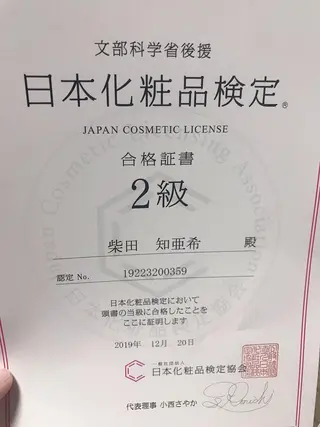 文部科学省後援
日本化粧品検定®
JAPAN COSMETIC LICENSE
合格証書
2級
柴田 知亜希 殿
認定 No. 19223200359
日本化粧品検定において
頭書の当級に合格したことを
ここに証明します
2019年 12月 20日
一般社団法人
日本化粧品検定協会
代表理事 小西さやか